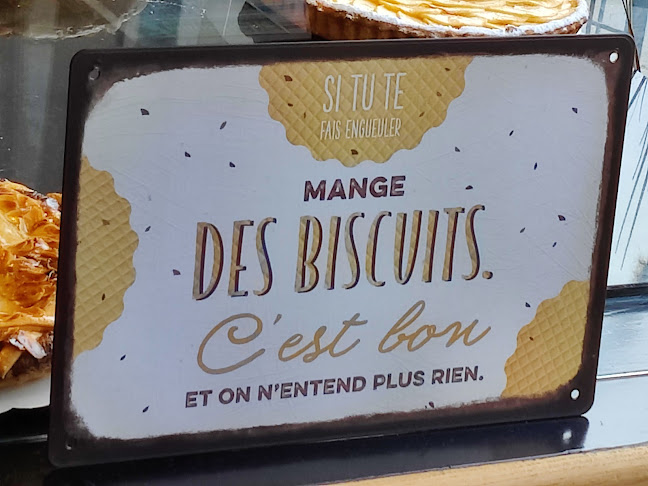 SI TU TE
FAIS ENGUEULER
MANGE
DES BISCUITS.
C'est bon
ET ON N'ENTEND PLUS RIEN.